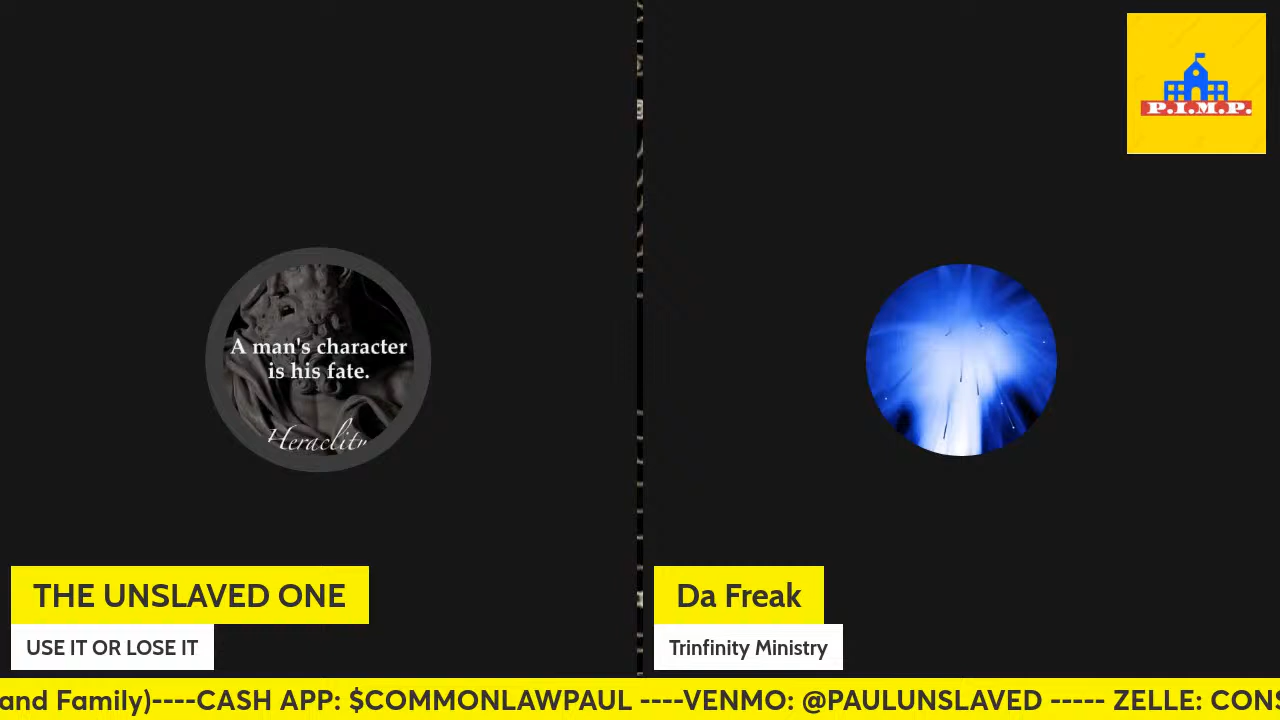 P.I.M.P.
A man's character
is his fate.
THE UNSLAVED ONE
USE IT OR LOSE IT
Da Freak
Trinfinity Ministry
and Family)----CASH APP: $COMMONLAWPAUL ----VENMO: @PAULUNSLAVED ----- ZELLE: